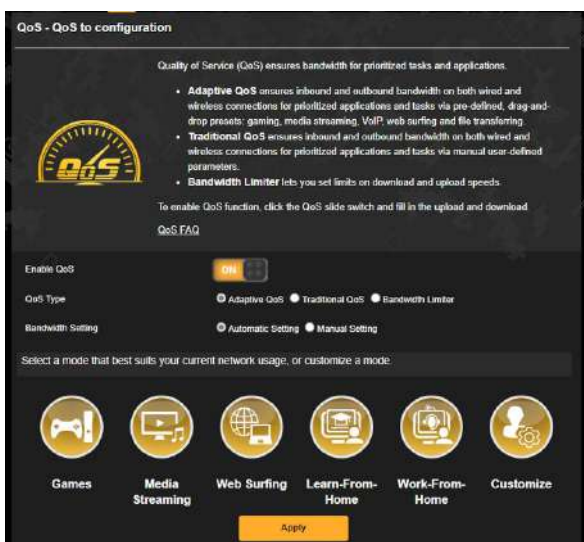 QoS - QoS to configuration
Quality of Service (QoS) ensures bandwidth for prioritized tasks and applications.
• Adaptive QoS ensures inbound and outbound bandwidth on both wired and
wireless connections for prioritized applications and tasks via pre-defined, drag-and-
drop presets: gaming, media streaming, VoIP, web surfing and file transferring.
• Traditional QoS ensures inbound and outbound bandwidth on both wired and
wireless connections for prioritized applications and tasks via manual user-defined
parameters.
• Bandwidth Limiter lets you set limits on download and upload speeds.
QoS
To enable QoS function, click the QoS slide switch and fill in the upload and download.
QoS FAQ
Enable QoS ON
QoS Type Adaptive QoS Traditional QoS Bandwidth Limiter
Bandwidth Setting Automatic Setting Manual Setting
Select a mode that best suits your current network usage, or customize a mode.
Games Media Streaming Web Surfing Learn-From-Home Work-From-Home Customize
Apply